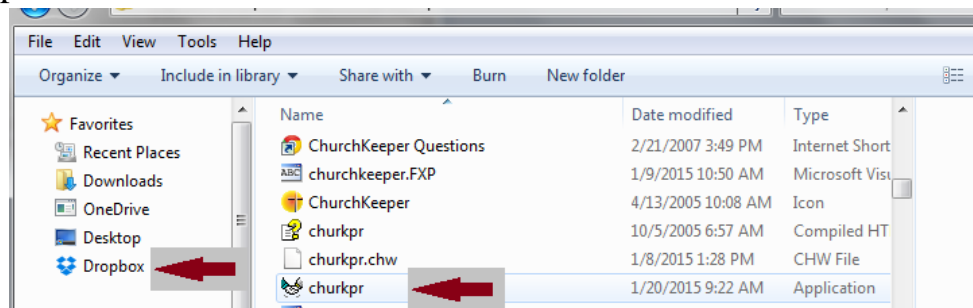 File Edit View Tools Help
Organize Include in library Share with Burn New folder
Favorites
Recent Places
Downloads
OneDrive
Desktop
Dropbox
Name Date modified Type
ChurchKeeper Questions 2/21/2007 3:49 PM Internet Short
churchkeeper.FXP 1/9/2015 10:50 AM Microsoft Visu
ChurchKeeper 4/13/2005 10:08 AM Icon
churkpr 10/5/2005 6:57 AM Compiled HT
churkpr.chw 1/8/2015 1:28 PM CHW File
churkpr 1/20/2015 9:22 AM Application